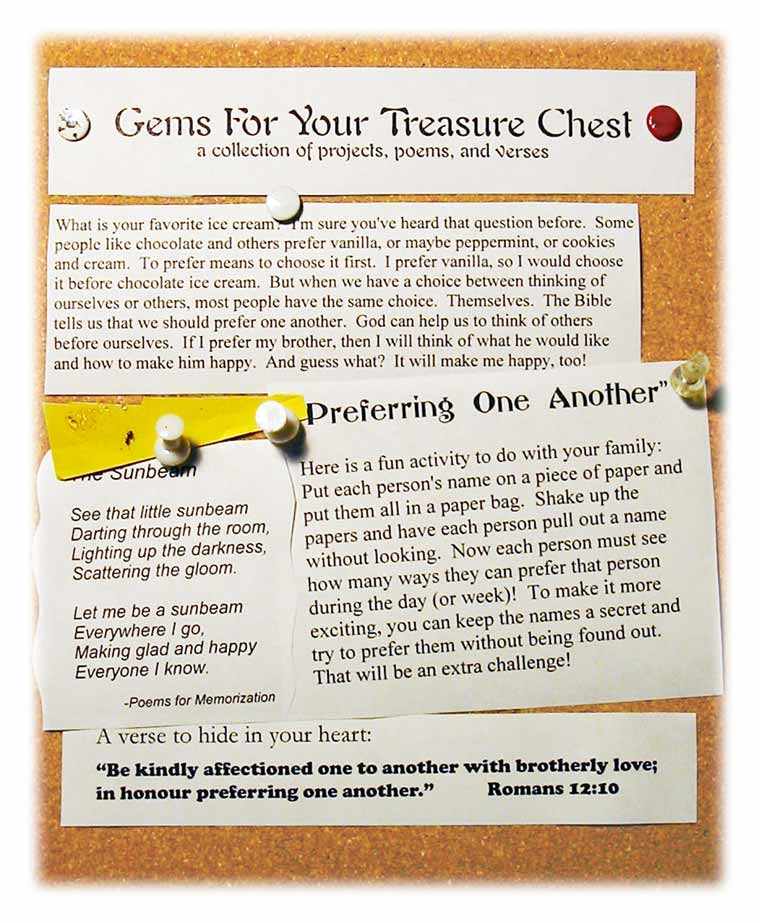 Gems For Your Treasure Chest
a collection of projects, poems, and verses
What is your favorite ice cream? I'm sure you've heard that question before. Some
people like chocolate and others prefer vanilla, or maybe peppermint, or cookies
and cream. To prefer means to choose it first. I prefer vanilla, so I would choose
it before chocolate ice cream. But when we have a choice between thinking of
ourselves or others, most people have the same choice. Themselves. The Bible
tells us that we should prefer one another. God can help us to think of others
before ourselves. If I prefer my brother, then I will think of what he would like
and how to make him happy. And guess what? It will make me happy, too!
Preferring One Another"
Here is a fun activity to do with your family:
Put each person's name on a piece of paper and
put them all in a paper bag. Shake up the
papers and have each person pull out a name
without looking. Now each person must see
how many ways they can prefer that person
during the day (or week)! To make it more
exciting, you can keep the names a secret and
try to prefer them without being found out.
That will be an extra challenge!
The Sunbeam
See that little sunbeam
Darting through the room,
Lighting up the darkness,
Scattering the gloom.
Let me be a sunbeam
Everywhere I go,
Making glad and happy
Everyone I know.
-Poems for Memorization
A verse to hide in your heart:
"Be kindly affectioned one to another with brotherly love;
in honour preferring one another." Romans 12:10